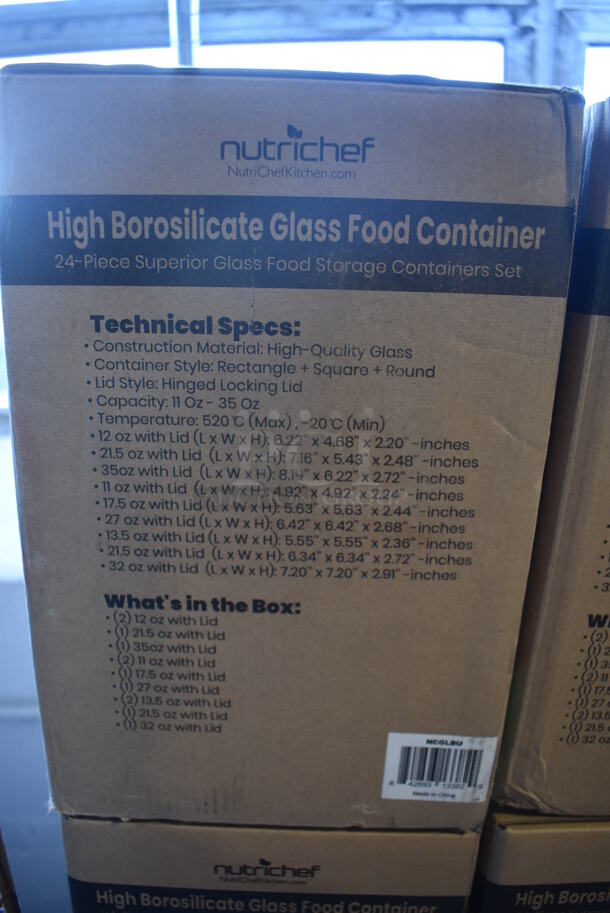 nutrichef
NutriChefKitchen.com
High Borosilicate Glass Food Container
24-Piece Superior Glass Food Storage Containers Set
Technical Specs:
• Construction Material: High-Quality Glass
• Container Style: Rectangle + Square + Round
• Lid Style: Hinged Locking Lid
• Capacity: 11 Oz - 35 Oz
• Temperature: 520°C (Max), -20°C (Min)
• 12 oz with Lid (L x W x H): 6.22" x 4.68" x 2.20" -inches
• 21.5 oz with Lid (L x W x H): 7.16" x 5.43" x 2.48" -inches
• 35oz with Lid (L x W x H): 8.19" x 6.22" x 2.72" -inches
• 11 oz with Lid (L x W x H): 4.92" x 4.92" x 2.24" -inches
• 17.5 oz with Lid (L x W x H): 5.63" x 5.63" x 2.44" -inches
• 27 oz with Lid (L x W x H): 6.42" x 6.42" x 2.68" -inches
• 13.5 oz with Lid (L x W x H): 5.55" x 5.55" x 2.36" -inches
• 21.5 oz with Lid (L x W x H): 6.34" x 6.34" x 2.72" -inches
• 32 oz with Lid (L x W x H): 7.20" x 7.20" x 2.91" -inches
What's in the Box:
• (2) 12 oz with Lid
• (1) 21.5 oz with Lid
• (1) 35oz with Lid
• (2) 11 oz with Lid
• (1) 17.5 oz with Lid
• (1) 27 oz with Lid
• (2) 13.5 oz with Lid
• (1) 21.5 oz with Lid
• (1) 32 oz with Lid
NCGLBU
Made in China
nutrichef
NutriChefKitchen.com
High Borosilicate Glass Food Container
High Borosi